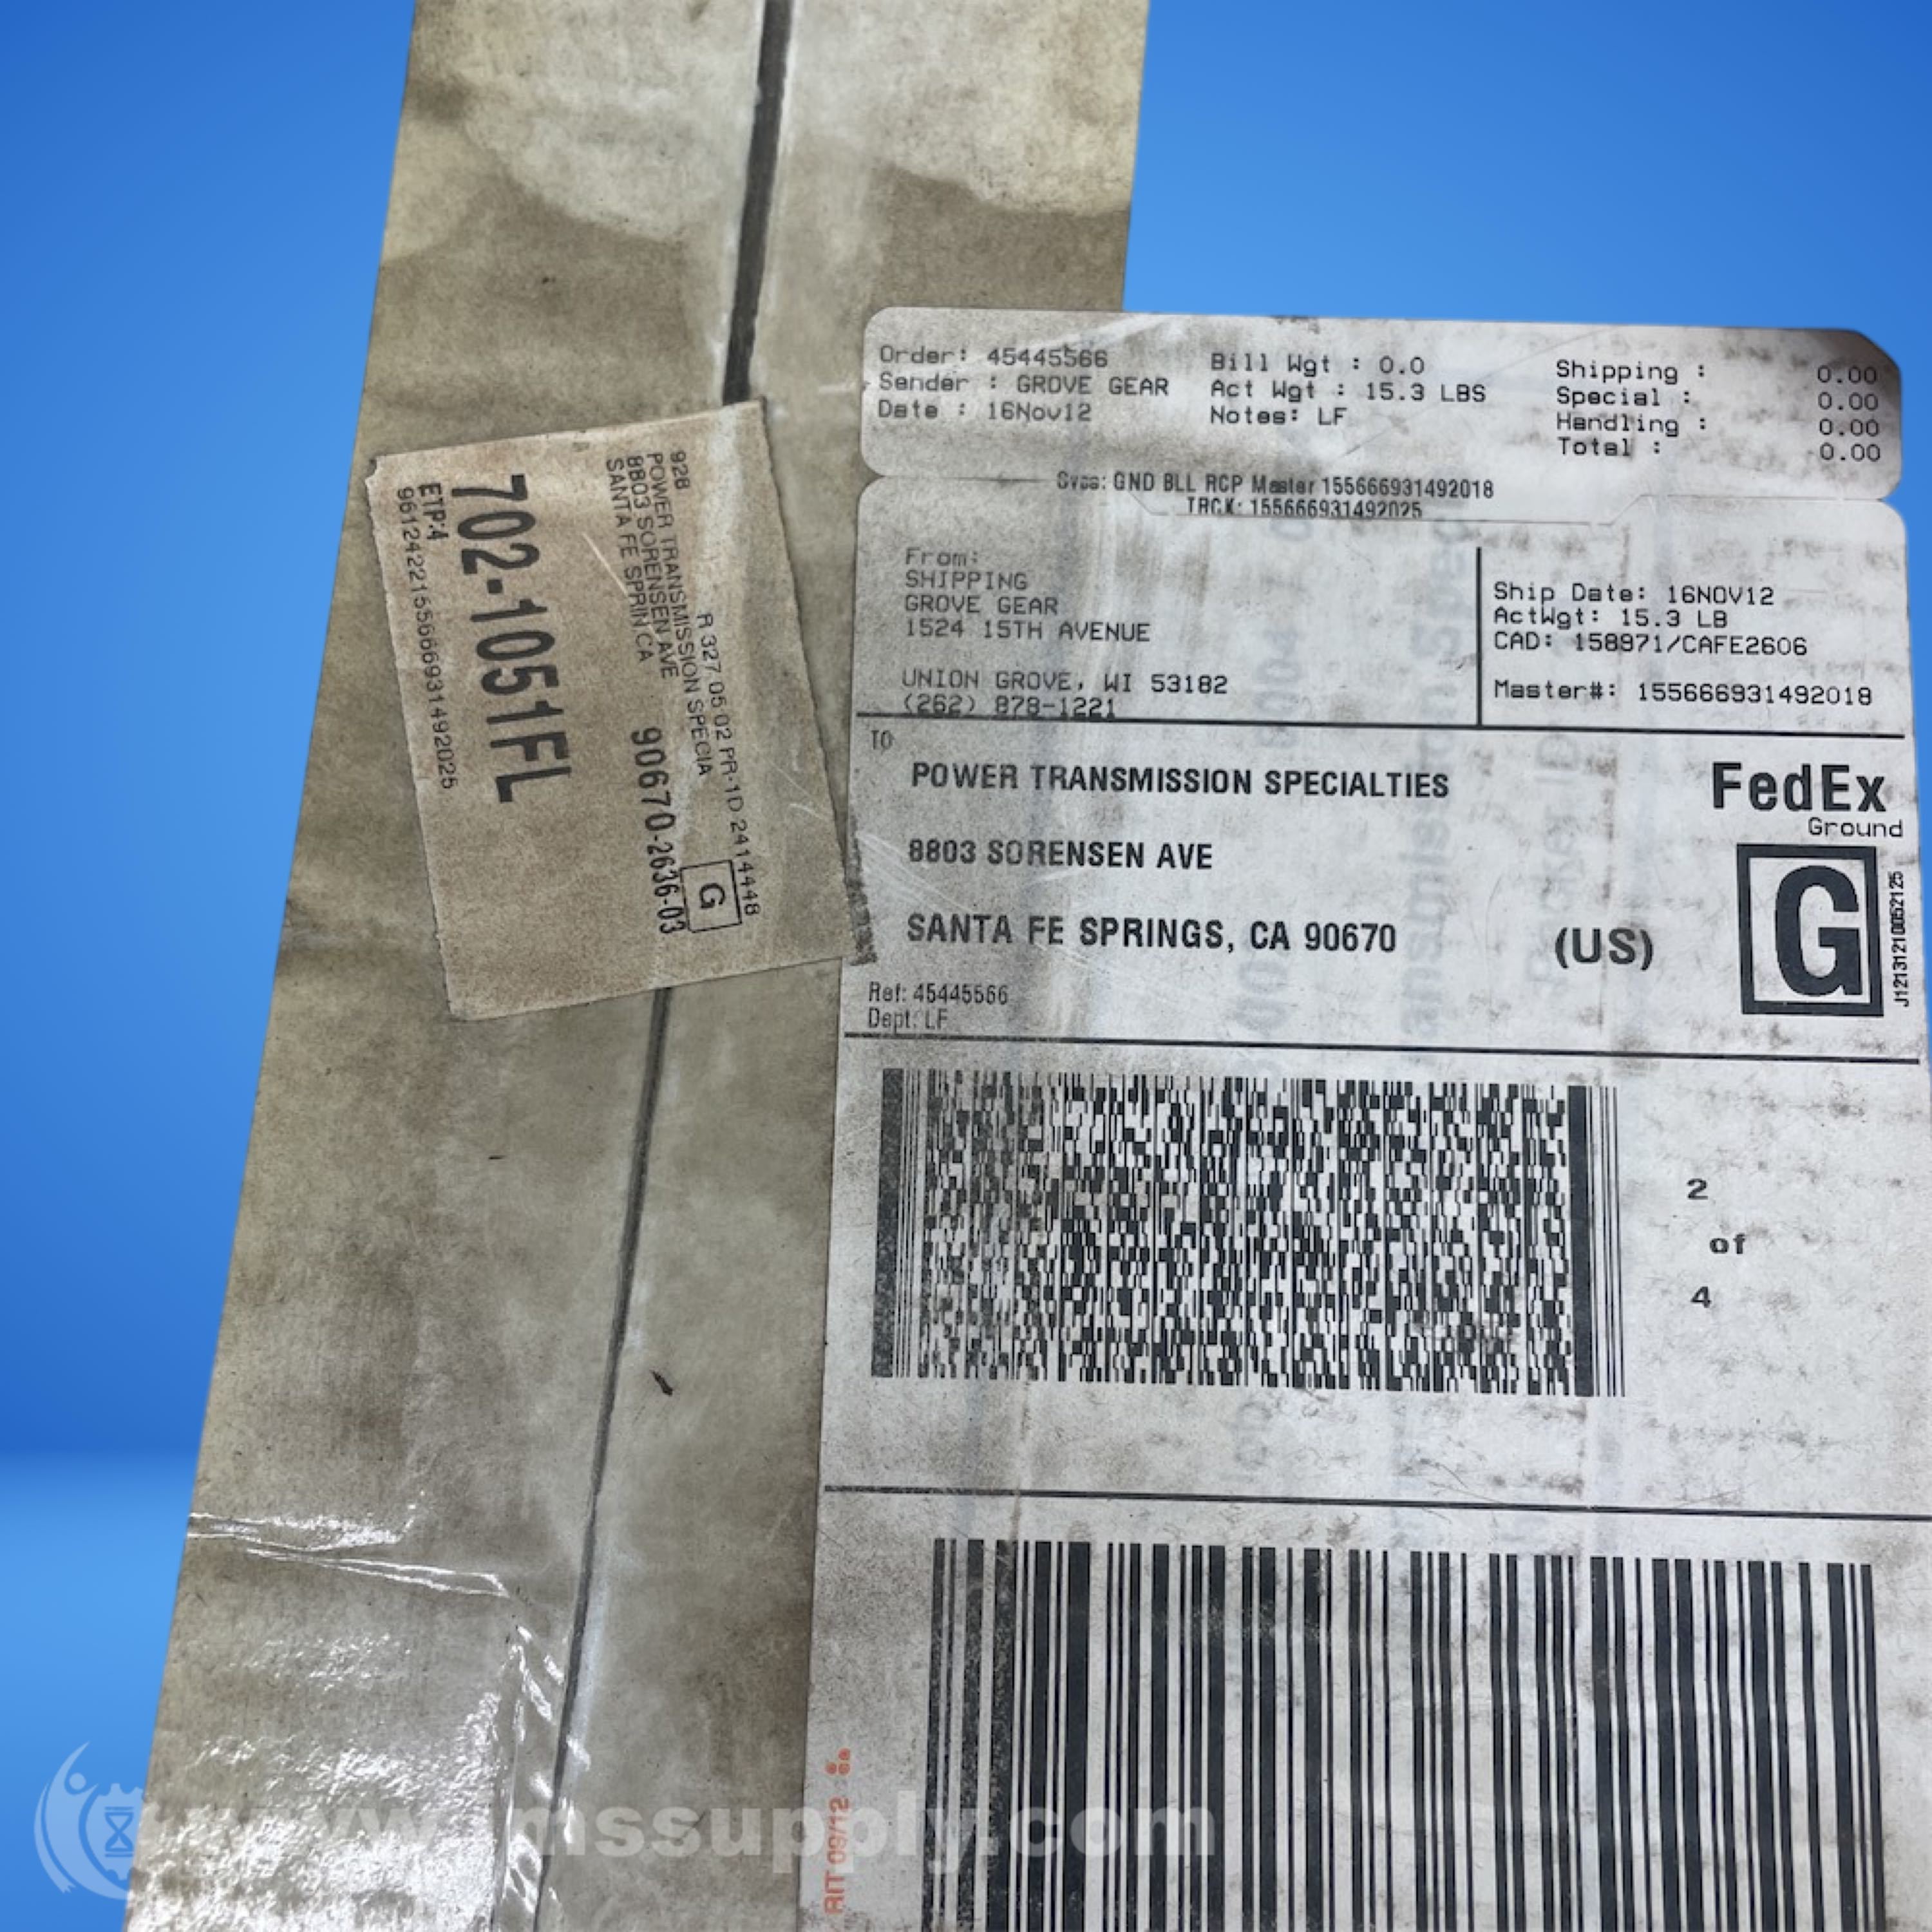 Order: 45445566
Sender : GROVE GEAR
Date : 16Nov12
Bill Wgt : 0.0
Act Wgt : 15.3 LBS
Notes: LF
Shipping : 0.00
Special : 0.00
Handling : 0.00
Total : 0.00
Svcs: GND BLL RCP Master 155666931492018
TRCK: 155666931492025
From:
SHIPPING
GROVE GEAR
1524 15TH AVENUE
UNION GROVE, WI 53182
(262) 878-1221
Ship Date: 16NOV12
ActWgt: 15.3 LB
CAD: 158971/CAFE2606
Master#: 155666931492018
TO
POWER TRANSMISSION SPECIALTIES
8803 SORENSEN AVE
SANTA FE SPRINGS, CA 90670
(US)
FedEx
Ground
G
J12131210052125
Ref: 45445566
Dept: LF
2
of
4
RIT 09/12
R 327 05 02 PR-1D 2414448
928
POWER TRANSMISSION SPECIA
8803 SORENSEN AVE
SANTA FE SPRIN CA
90670-2636-03
G
702-1051FL
ETP:4
9612422155666931492025
mssupply.com